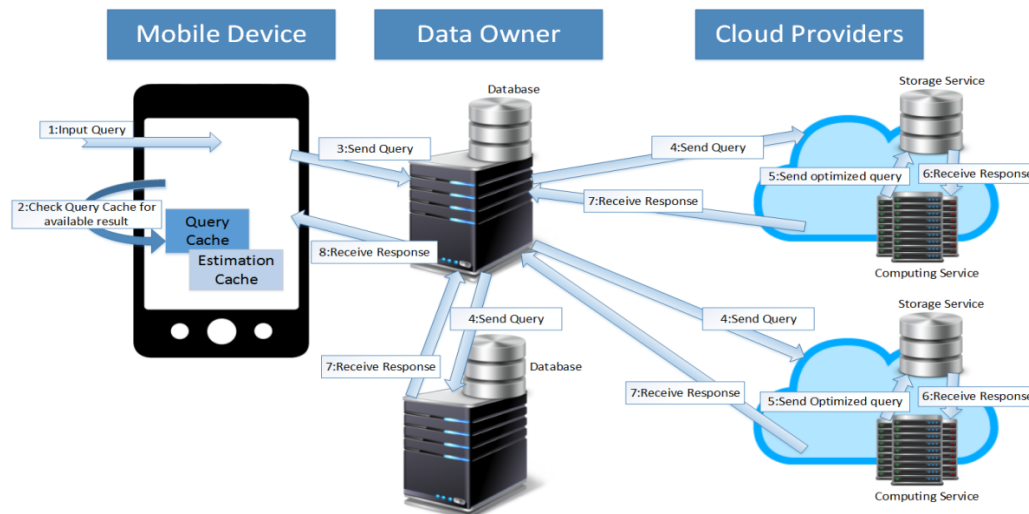 Mobile Device
Data Owner
Cloud Providers
Storage Service
Database
1:Input Query
3:Send Query
4:Send Query
5:Send optimized query
6:Receive Response
2:Check Query Cache for
available result
7:Receive Response
Query
Cache
8:Receive Response
Estimation
Cache
Computing Service
Storage Service
4:Send Query
4:Send Query
7:Receive Response
Database
7:Receive Response
5:Send Optimized query
6:Receive Response
Computing Service